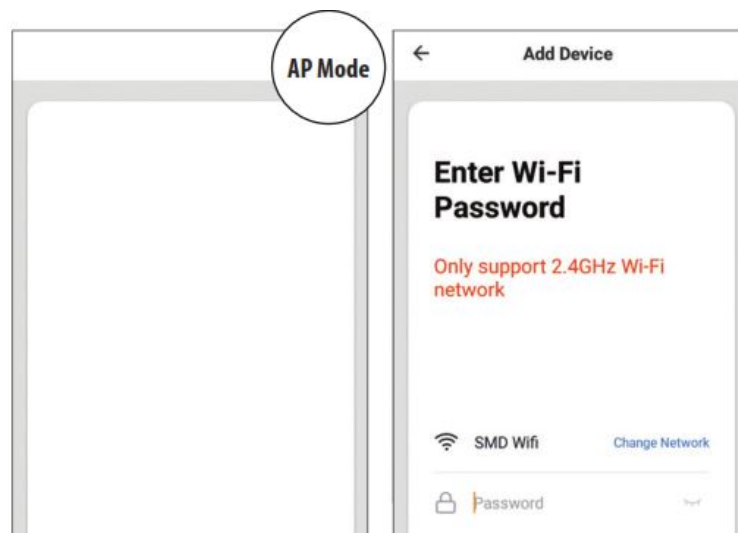 AP Mode
Add Device
Enter Wi-Fi
Password
Only support 2.4GHz Wi-Fi
network
SMD Wifi
Change Network
Password